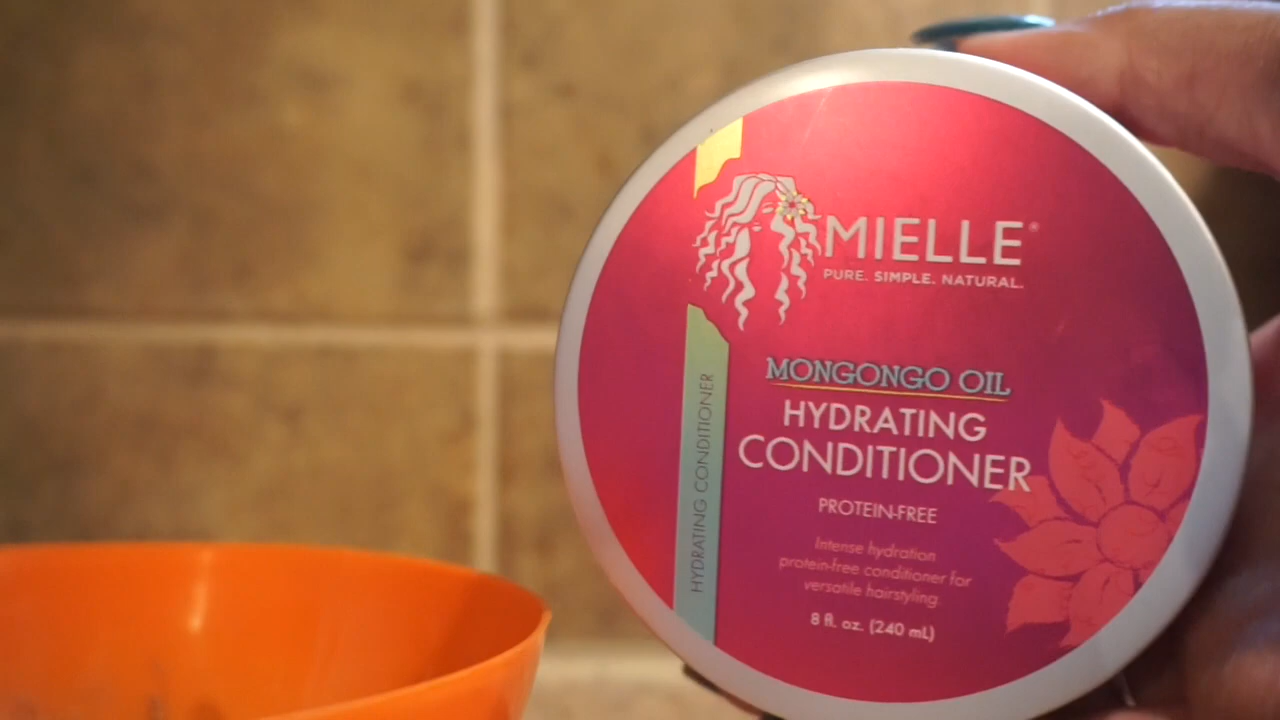 MIELLE®
PURE. SIMPLE. NATURAL.
MONGONGO OIL
HYDRATING
CONDITIONER
PROTEIN-FREE
Intense hydration
protein-free conditioner for
versatile hairstyling.
8 fl. oz. (240 mL)
HYDRATING CONDITIONER